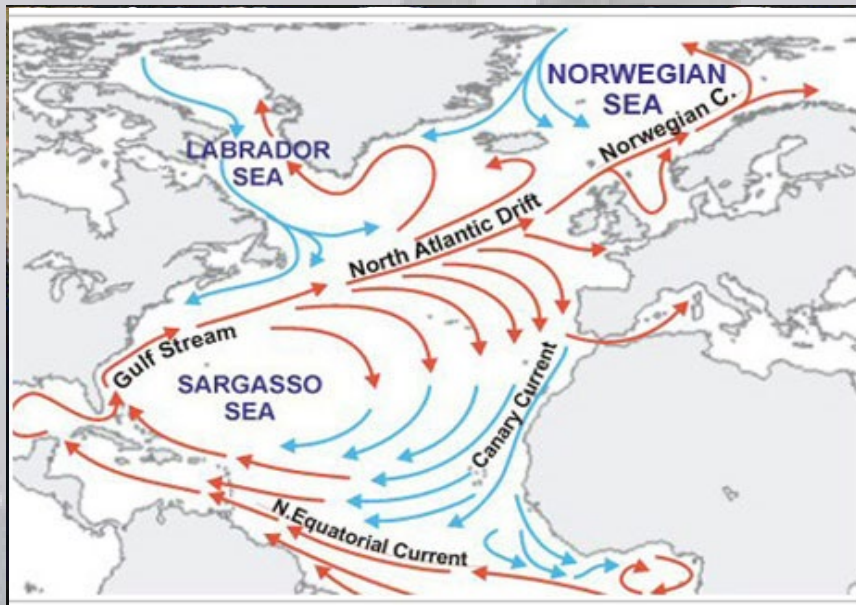 NORWEGIAN
SEA
Norwegian C.
LABRADOR
SEA
North Atlantic Drift
Gulf Stream
SARGASSO
SEA
Canary Current
N.Equatorial Current